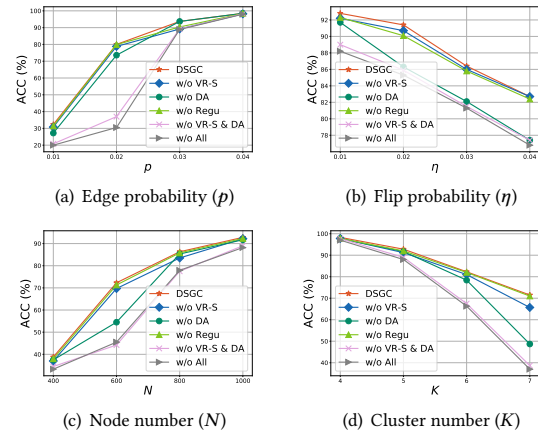 100
90
80
70
60
50
40
30
20
ACC (%)
DSGC
w/o VR-S
w/o DA
w/o Regu
w/o VR-S & DA
w/o All
0.01
0.02
0.03
0.04
p
(a) Edge probability (p)
92
90
88
86
84
82
80
78
ACC (%)
DSGC
w/o VR-S
w/o DA
w/o Regu
w/o VR-S & DA
w/o All
0.01
0.02
0.03
0.04
η
(b) Flip probability (η)
90
80
70
60
50
40
ACC (%)
DSGC
w/o VR-S
w/o DA
w/o Regu
w/o VR-S & DA
w/o All
400
600
800
1000
N
(c) Node number (N)
100
90
80
70
60
50
40
ACC (%)
DSGC
w/o VR-S
w/o DA
w/o Regu
w/o VR-S & DA
w/o All
4
5
6
7
K
(d) Cluster number (K)